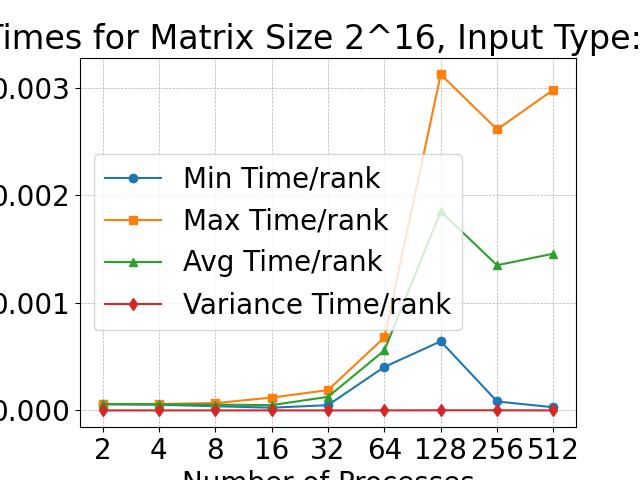 Times for Matrix Size 2^16, Input Type:
0.003
0.002
0.001
0.000
Min Time/rank
Max Time/rank
Avg Time/rank
Variance Time/rank
2 4 8 16 32 64 128 256 512
Number of Processes